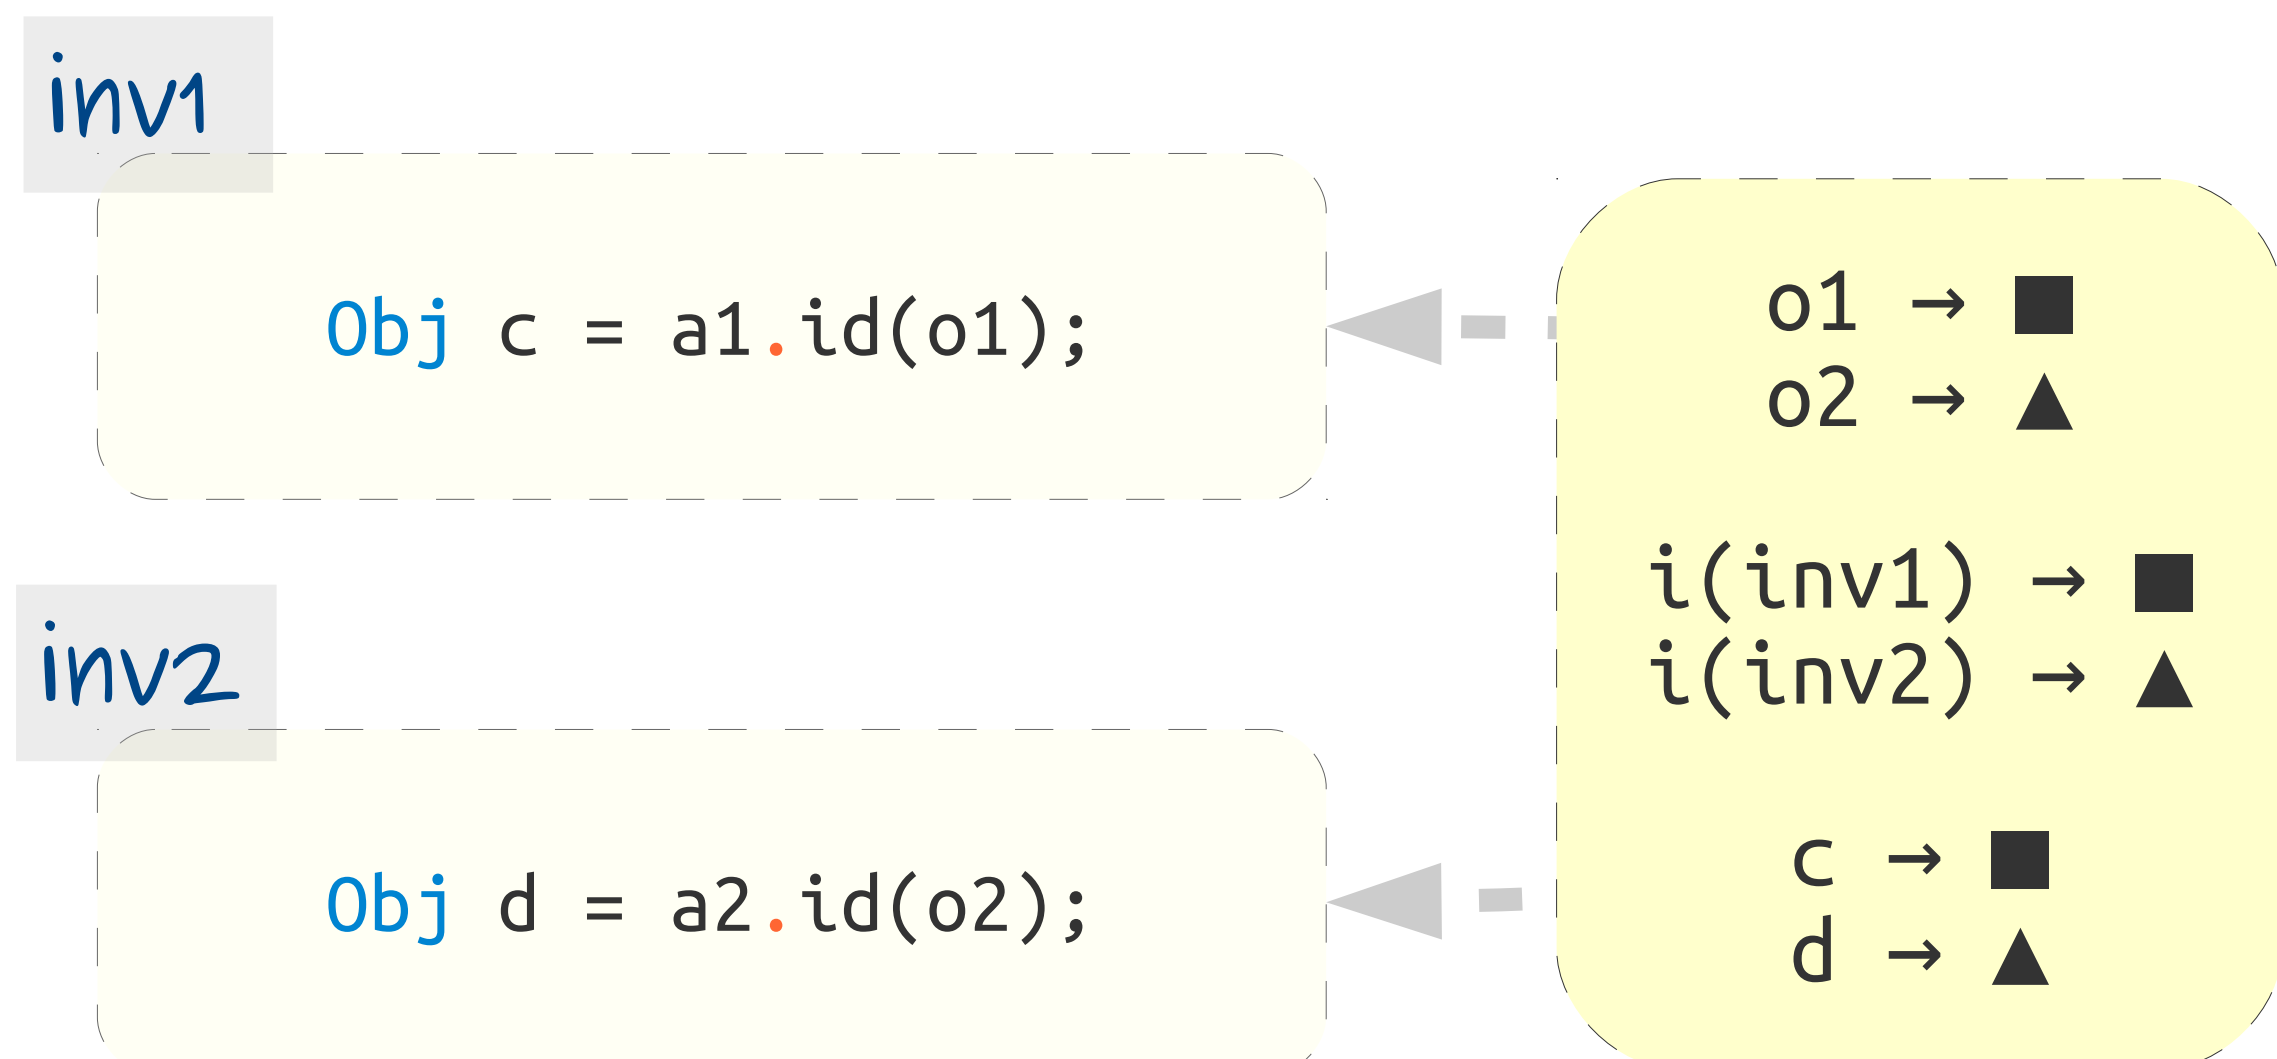 inv1
Obj c = a1.id(o1);
inv2
Obj d = a2.id(o2);
o1 → ■
o2 → ▲
i(inv1) → ■
i(inv2) → ▲
c → ■
d → ▲